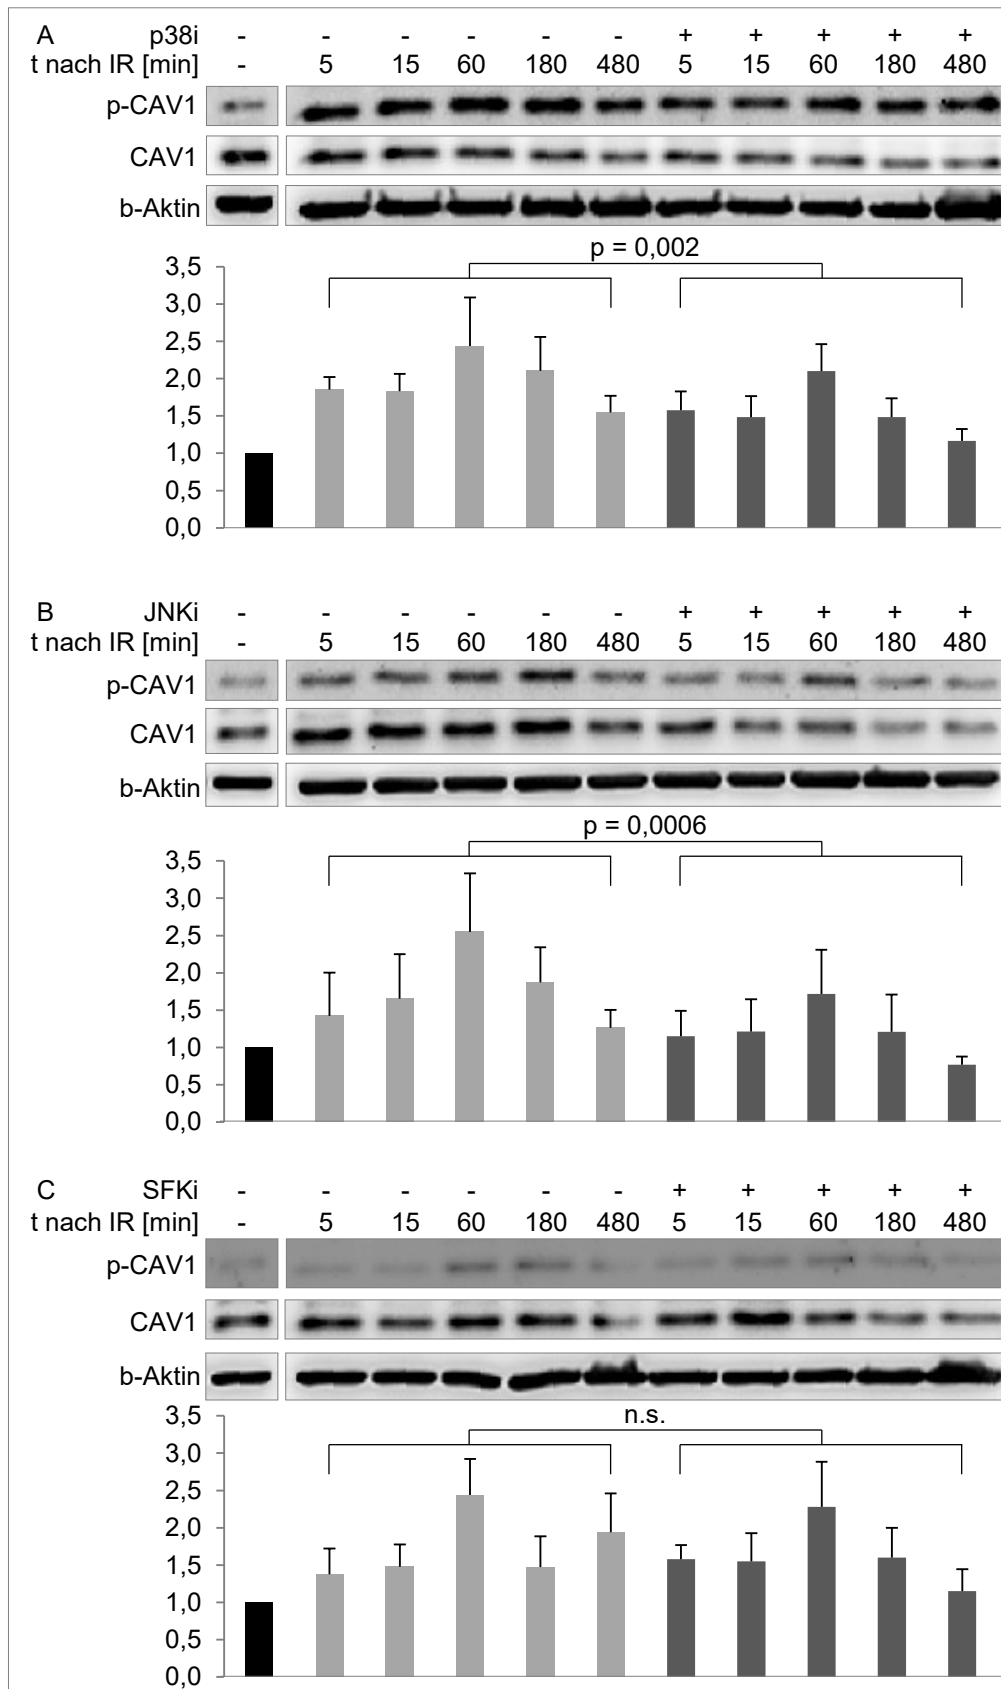 A p38i - - - - - - + + + + +
t nach IR [min] - 5 15 60 180 480 5 15 60 180 480
p-CAV1
CAV1
b-Aktin
p = 0,002
3,5
3,0
2,5
2,0
1,5
1,0
0,5
0,0
B JNKi - - - - - - + + + + +
t nach IR [min] - 5 15 60 180 480 5 15 60 180 480
p-CAV1
CAV1
b-Aktin
p = 0,0006
3,5
3,0
2,5
2,0
1,5
1,0
0,5
0,0
C SFKi - - - - - - + + + + +
t nach IR [min] - 5 15 60 180 480 5 15 60 180 480
p-CAV1
CAV1
b-Aktin
n.s.
3,5
3,0
2,5
2,0
1,5
1,0
0,5
0,0